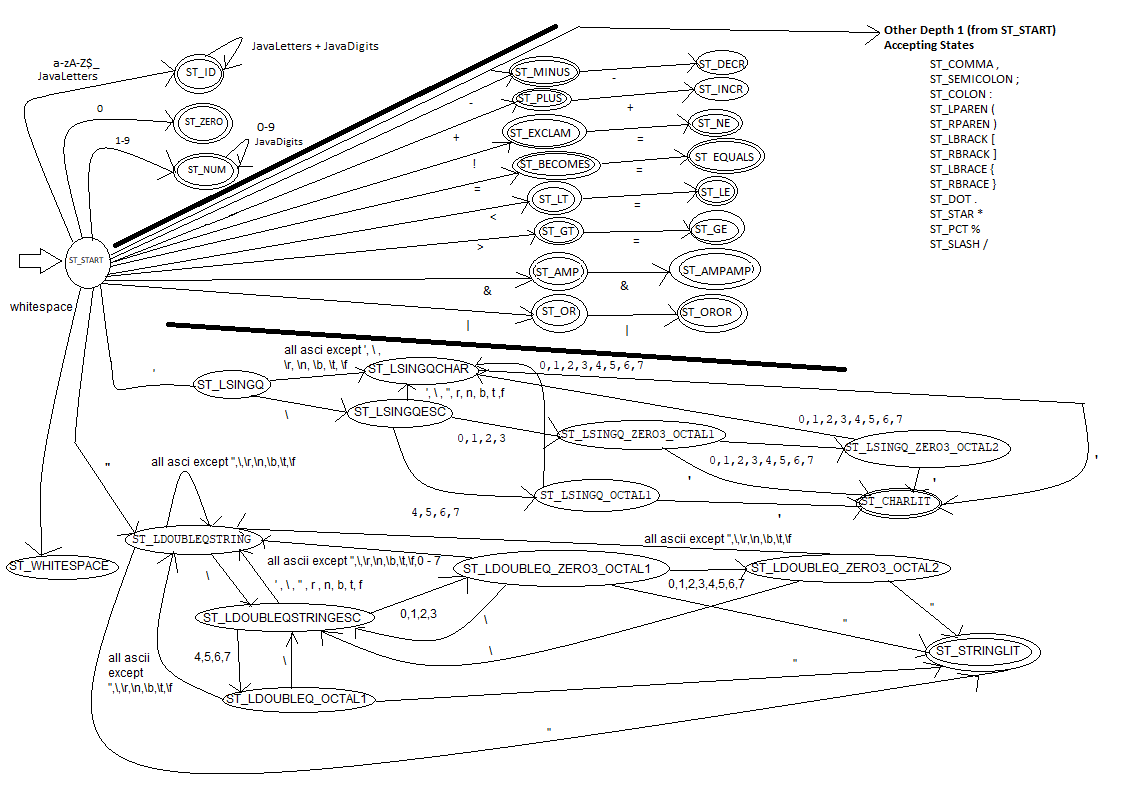 Other Depth 1 (from ST_START)
Accepting States
ST_COMMA ,
ST_SEMICOLON ;
ST_COLON :
ST_LPAREN (
ST_RPAREN )
ST_LBRACK [
ST_RBRACK ]
ST_LBRACE {
ST_RBRACE }
ST_DOT .
ST_STAR *
ST_PCT %
ST_SLASH /
a-zA-Z$_
JavaLetters
ST_ID
JavaLetters + JavaDigits
0
ST_ZERO
1-9
ST_NUM
0-9
JavaDigits
ST_START
whitespace
-
ST_MINUS
-
ST_DECR
+
ST_PLUS
+
ST_INCR
!
ST_EXCLAM
=
ST_NE
=
ST_BECOMES
=
ST_EQUALS
<
ST_LT
=
ST_LE
>
ST_GT
=
ST_GE
&
ST_AMP
&
ST_AMPAMP
|
ST_OR
|
OROR
'
ST_LSINGQ
all asci except ', \ ,
\r, \n, \b, \t, \f
ST_LSINGQCHAR
0,1,2,3,4,5,6,7
\
ST_LSINGQESC
', \ , ", r, n, b, t ,f
0,1,2,3
ST_LSINGQ_ZERO3_OCTAL1
0,1,2,3,4,5,6,7
0,1,2,3,4,5,6,7
ST_LSINGQ_ZERO3_OCTAL2
4,5,6,7
ST_LSINGQ_OCTAL1
'
'
'
'
ST_CHARLIT
"
all asci except ",\,\r,\n,\b,\t,\f
ST_LDOUBLEQSTRING
ST_WHITESPACE
all ascii except ",\,\r,\n,\b,\t,\f
all ascii except ",\,\r,\n,\b,\t,\f,0 - 7
\
' , \ , " , r , n, b, t, f
ST_LDOUBLEQ_ZERO3_OCTAL1
0,1,2,3,4,5,6,7
ST_LDOUBLEQ_ZERO3_OCTAL2
ST_LDOUBLEQSTRINGESC
0,1,2,3
\
\
"
"
ST_STRINGLIT
4,5,6,7
\
all ascii
except
",\,\r,\n,\b,\t,\f
ST_LDOUBLEQ_OCTAL1
"
"